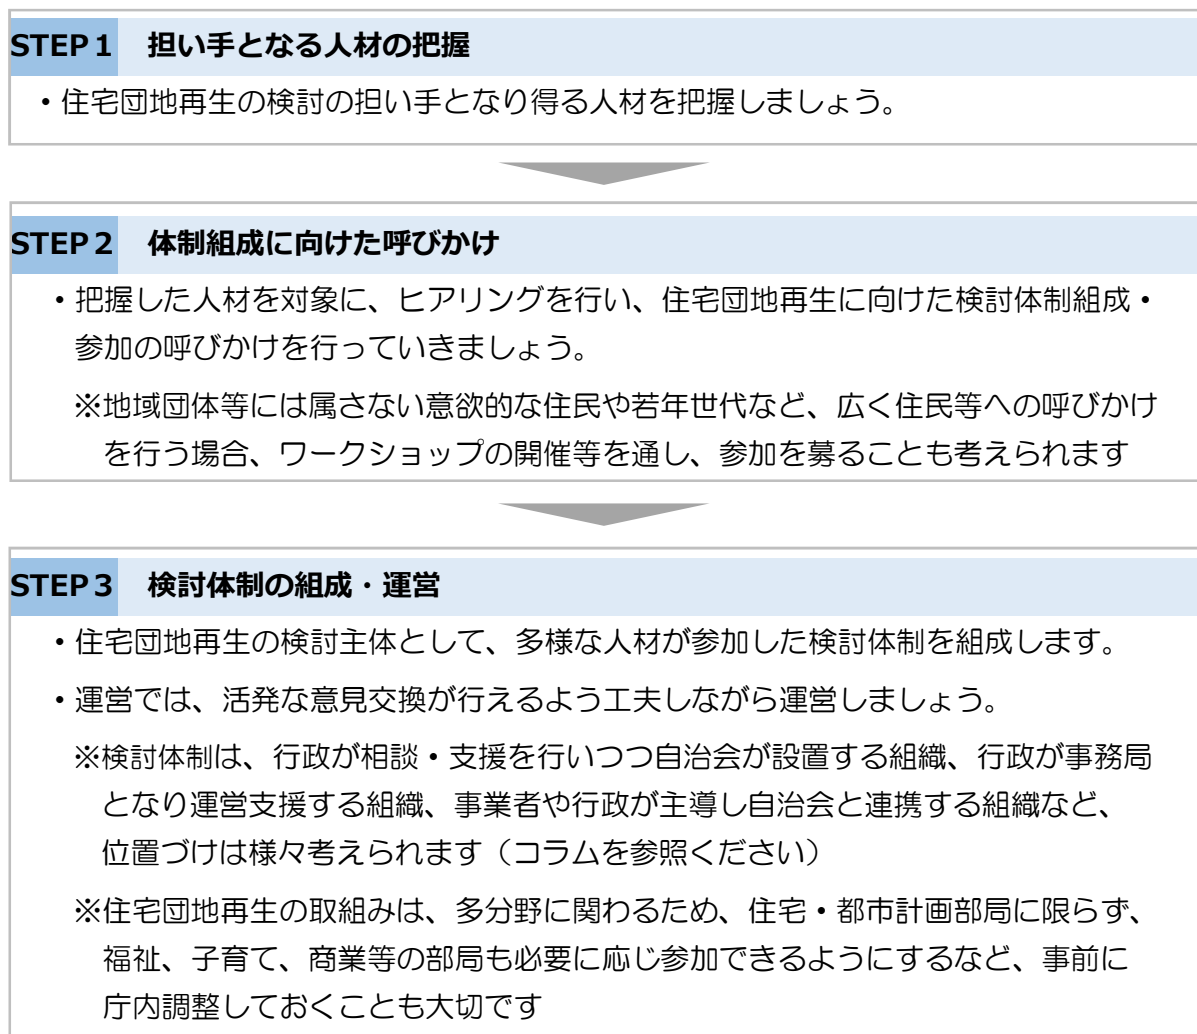 STEP1 担い手となる人材の把握
・住宅団地再生の検討の担い手となり得る人材を把握しましょう。
STEP2 体制組成に向けた呼びかけ
・把握した人材を対象に、ヒアリングを行い、住宅団地再生に向けた検討体制組成・
参加の呼びかけを行っていきましょう。
※地域団体等には属さない意欲的な住民や若年世代など、広く住民等への呼びかけ
を行う場合、ワークショップの開催等を通し、参加を募ることも考えられます
STEP3 検討体制の組成・運営
・住宅団地再生の検討主体として、多様な人材が参加した検討体制を組成します。
・運営では、活発な意見交換が行えるよう工夫しながら運営しましょう。
※検討体制は、行政が相談・支援を行いつつ自治会が設置する組織、行政が事務局
となり運営支援する組織、事業者や行政が主導し自治会と連携する組織など、
位置づけは様々考えられます（コラムを参照ください）
※住宅団地再生の取組みは、多分野に関わるため、住宅・都市計画部局に限らず、
福祉、子育て、商業等の部局も必要に応じ参加できるようにするなど、事前に
庁内調整しておくことも大切です